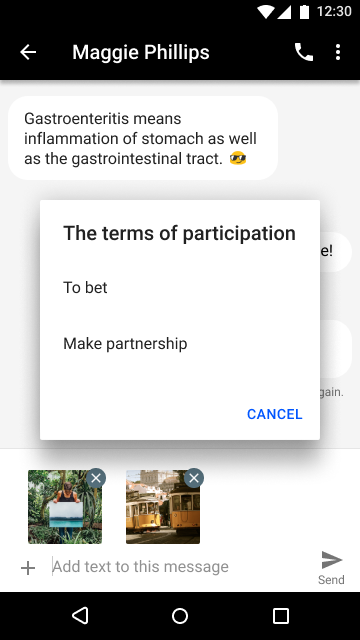 12:30
Maggie Phillips
Gastroenteritis means
inflammation of stomach as well
as the gastrointestinal tract. 😎
The terms of participation
e!
To bet
Make partnership
gain.
CANCEL
Add text to this message
Send